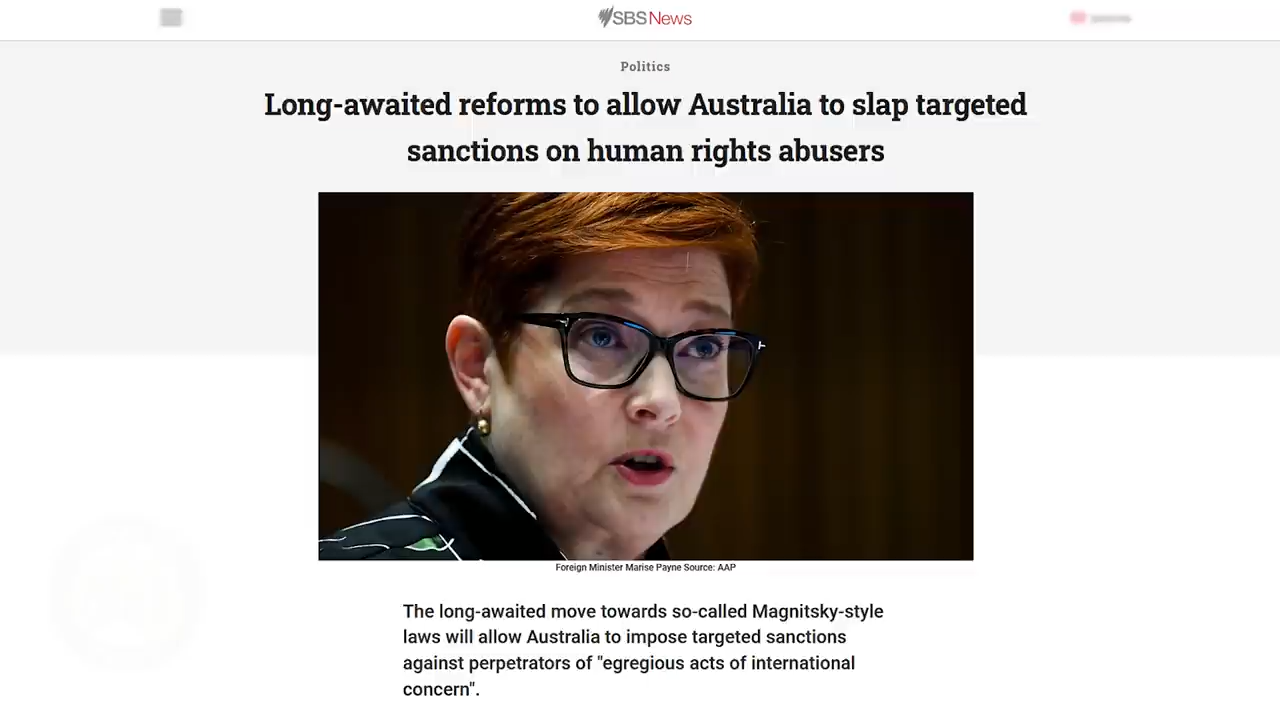 SBS News
Politics
Long-awaited reforms to allow Australia to slap targeted
sanctions on human rights abusers
Foreign Minister Marise Payne Source: AAP
The long-awaited move towards so-called Magnitsky-style
laws will allow Australia to impose targeted sanctions
against perpetrators of "egregious acts of international
concern".